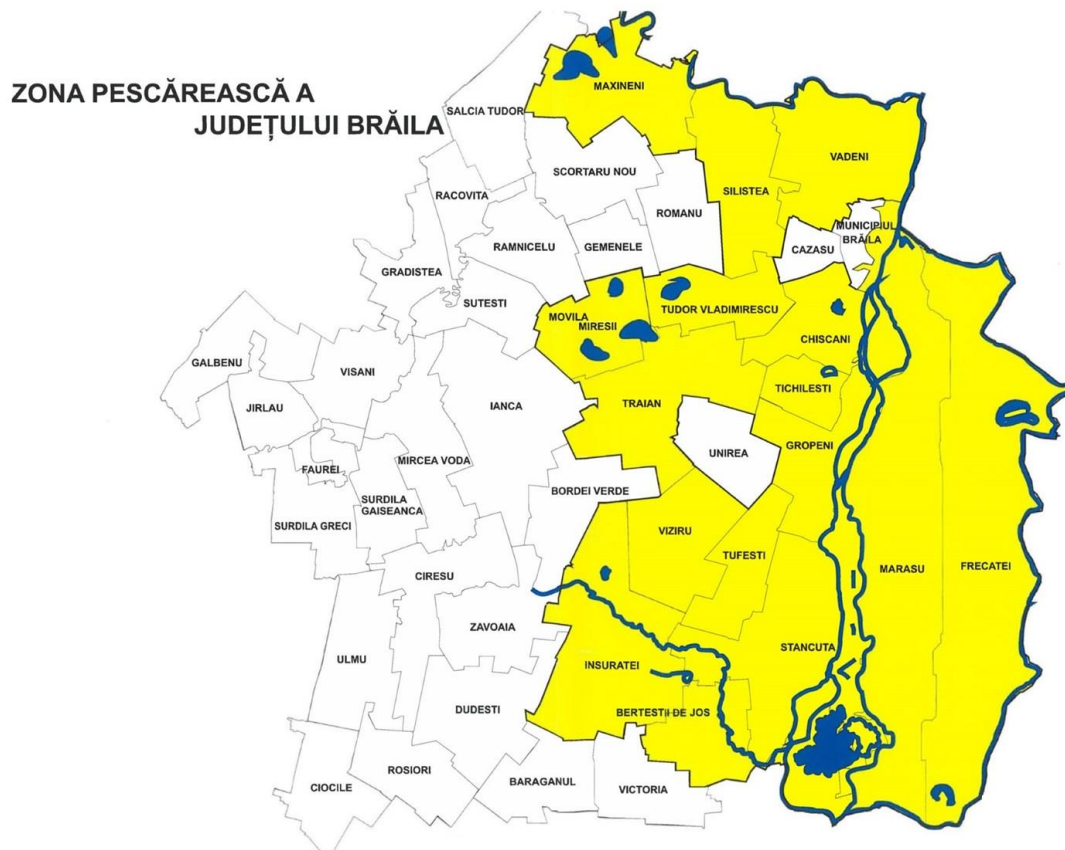 ZONA PESCĂREASCĂ A
JUDEȚULUI BRĂILA
MAXINENI
SALCIA TUDOR
VADENI
SCORTARU NOU
RACOVITA
SILISTEA
ROMANU
MUNICIPIUL
BRĂILA
RAMNICELU
GEMENELE
CAZASU
GRADISTEA
SUTESTI
MOVILA
MIRESII
TUDOR VLADIMIRESCU
CHISCANI
GALBENU
VISANI
TICHILESTI
JIRLAU
IANCA
TRAIAN
GROPENI
UNIREA
MIRCEA VODA
FAUREI
BORDEI VERDE
SURDILA
GAISEANCA
SURDILA GRECI
VIZIRU
TUFESTI
MARASU
FRECATEI
CIRESU
ZAVOAIA
STANCUTA
ULMU
INSURATEI
DUDESTI
BERTESTII DE JOS
ROSIORI
BARAGANUL
CIOCILE
VICTORIA